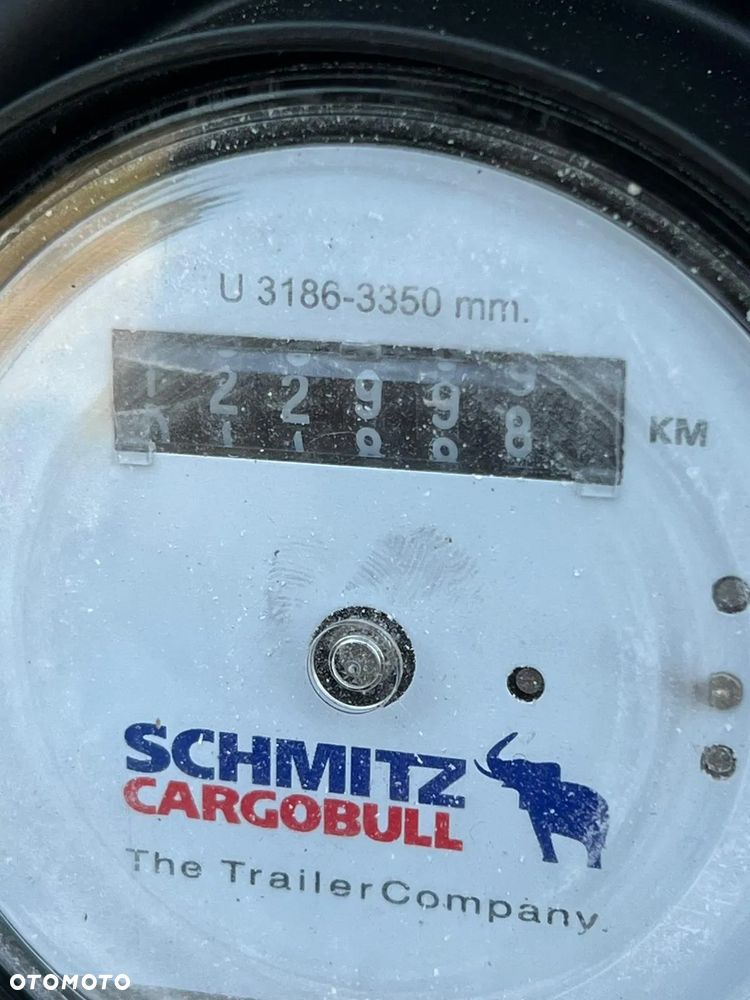 U 3186-3350 mm.
122998 KM
SCHMITZ
CARGOBULL
The TrailerCompany.
OTOMOTO